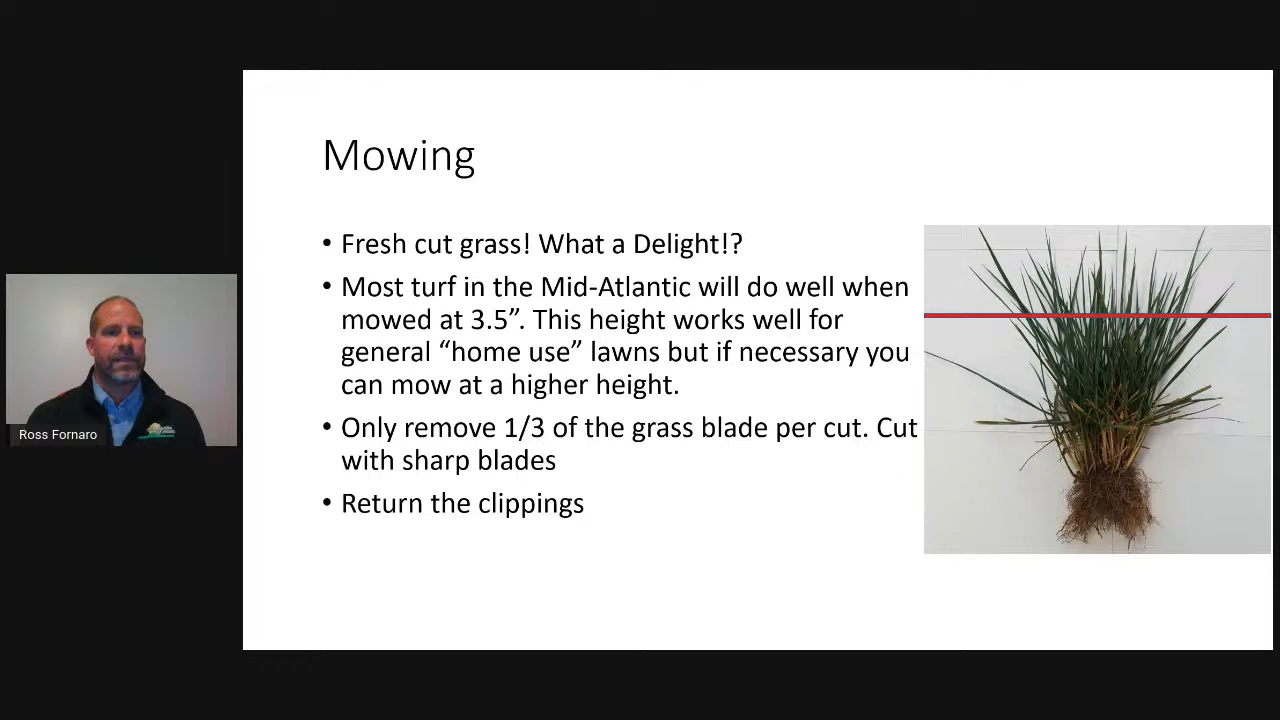 Mowing
• Fresh cut grass! What a Delight!?
• Most turf in the Mid-Atlantic will do well when
mowed at 3.5”. This height works well for
general “home use” lawns but if necessary you
can mow at a higher height.
• Only remove 1/3 of the grass blade per cut. Cut
with sharp blades
• Return the clippings
Ross Fornaro